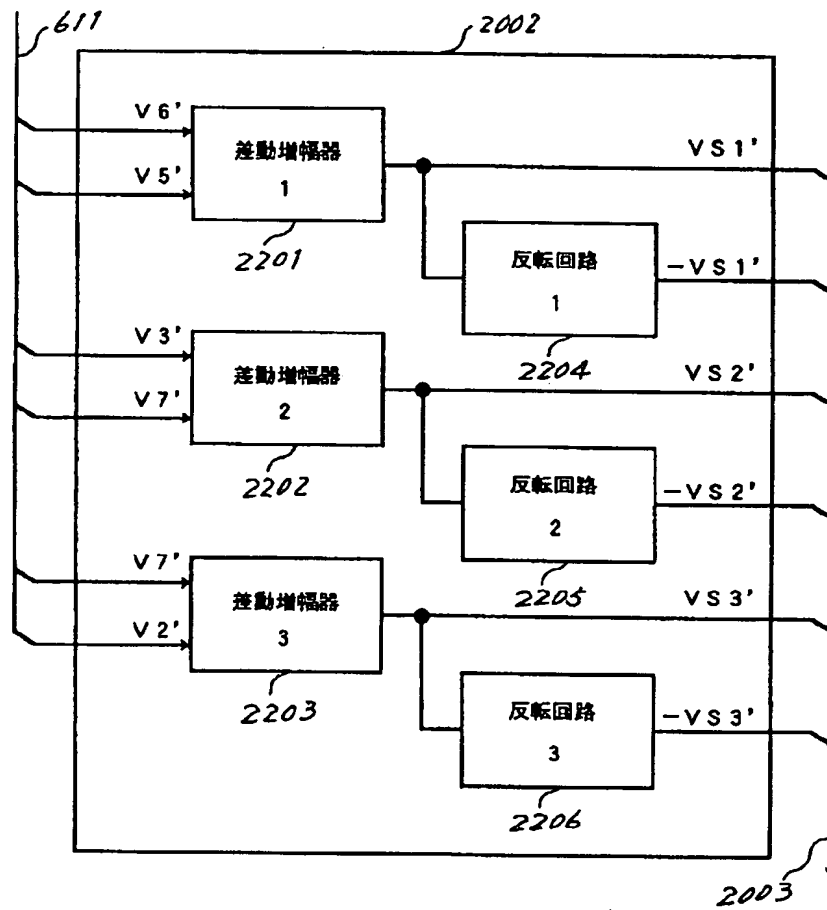 611
2002
V6'
差動増幅器
1
V5'
VS1'
2201
反転回路
1
-VS1'
2204
V3'
差動増幅器
2
V7'
VS2'
2202
反転回路
2
-VS2'
2205
V7'
差動増幅器
3
V2'
VS3'
2203
反転回路
3
-VS3'
2206
2003